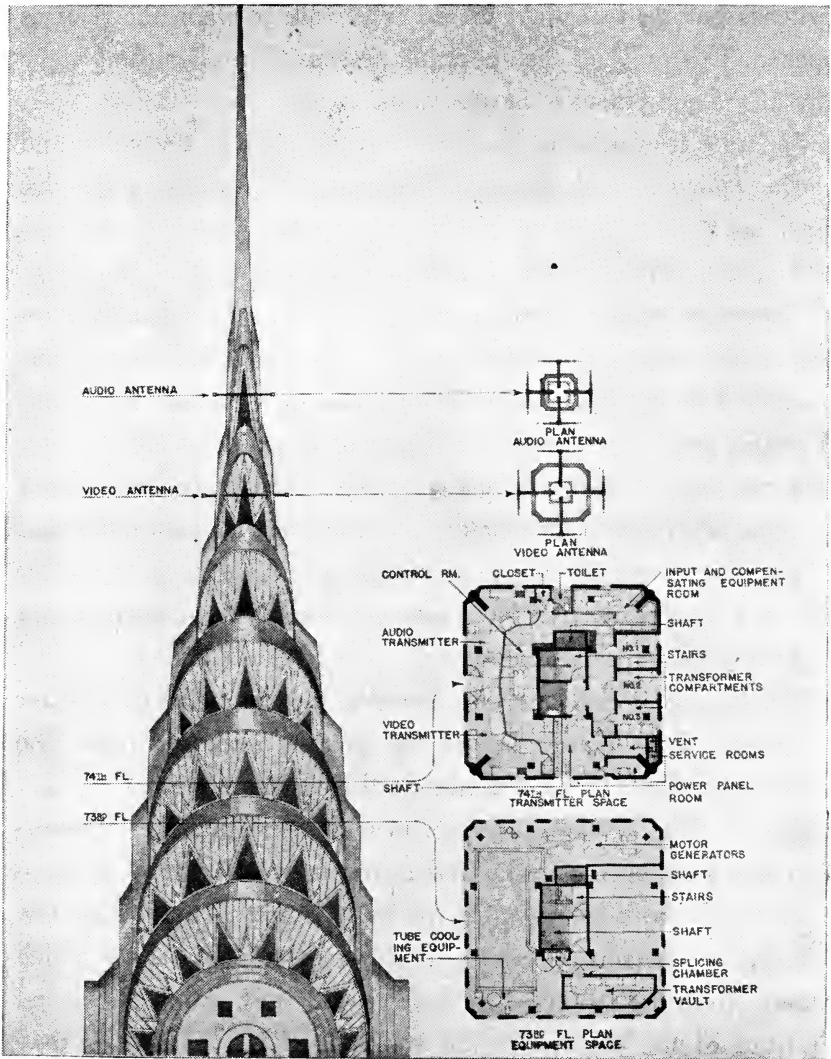 AUDIO ANTENNA
PLAN
AUDIO ANTENNA
VIDEO ANTENNA
PLAN
VIDEO ANTENNA
CONTROL RM.
CLOSET
TOILET
INPUT AND COMPEN-
SATING EQUIPMENT
ROOM
AUDIO
TRANSMITTER
SHAFT
NO.1
STAIRS
TRANSFORMER
COMPARTMENTS
NO.2
NO.3
VIDEO
TRANSMITTER
VENT
SERVICE ROOMS
74TH FL.
SHAFT
74TH FL. PLAN
TRANSMITTER SPACE
POWER PANEL
ROOM
73RD FL.
MOTOR
GENERATORS
SHAFT
STAIRS
SHAFT
TUBE COOL-
ING EQUIP-
MENT
SPLICING
CHAMBER
TRANSFORMER
VAULT
73RD FL. PLAN
EQUIPMENT SPACE